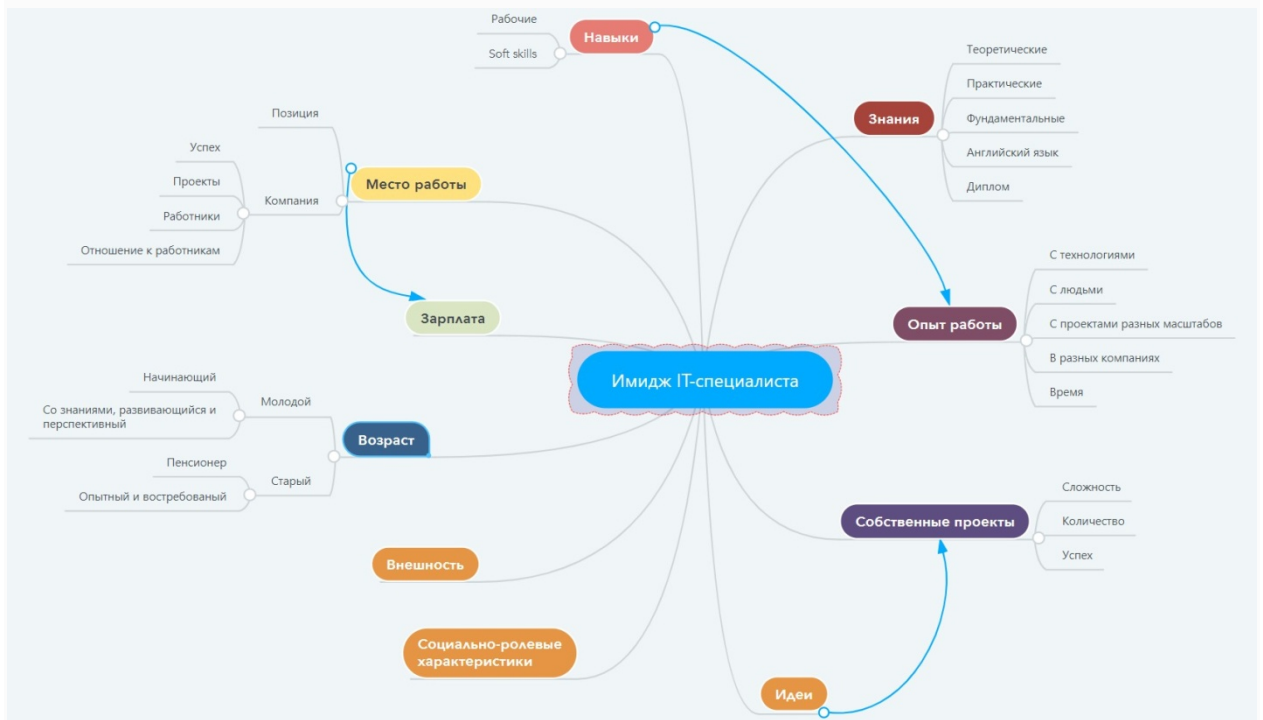 Рабочие
Soft skills
Навыки
Теоретические
Практические
Фундаментальные
Английский язык
Диплом
Знания
Позиция
Успех
Проекты
Работники
Отношение к работникам
Компания
Место работы
Зарплата
С технологиями
С людьми
С проектами разных масштабов
В разных компаниях
Время
Опыт работы
Имидж IT-специалиста
Начинающий
Со знаниями, развивающийся и
перспективный
Молодой
Пенсионер
Опытный и востребованый
Старый
Возраст
Сложность
Количество
Успех
Собственные проекты
Внешность
Социально-ролевые
характеристики
Идеи